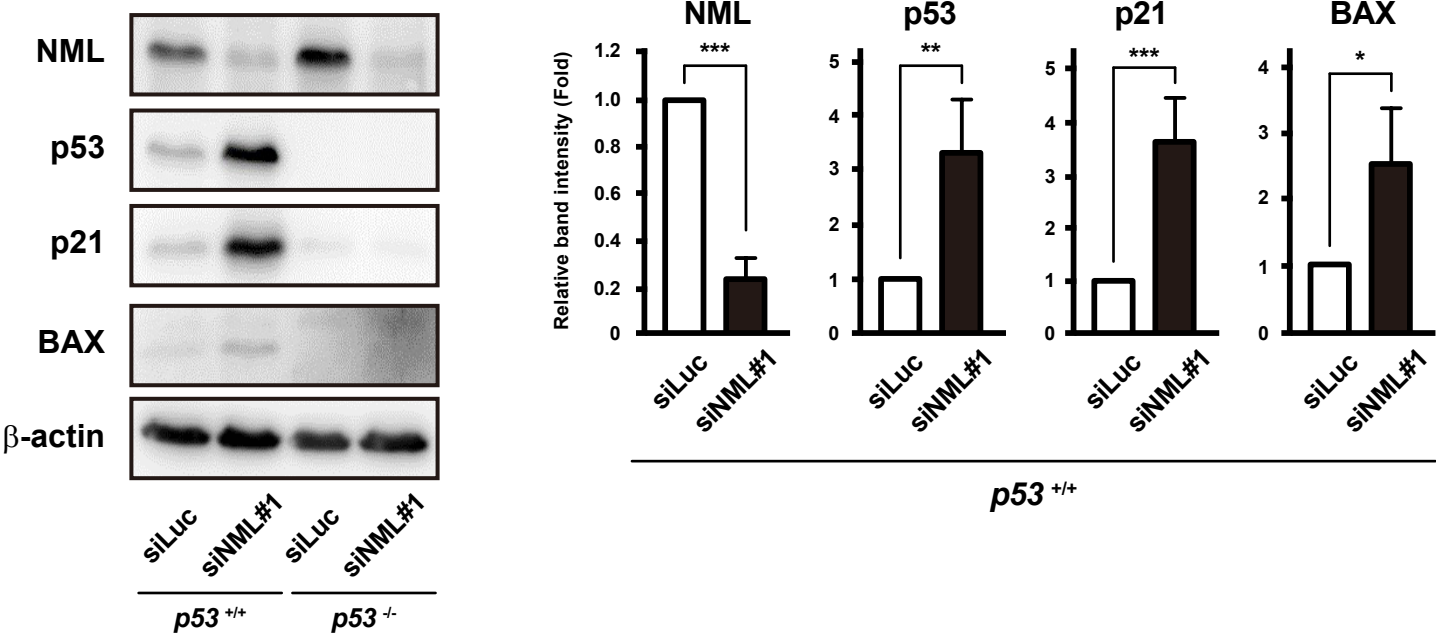 NML
p53
p21
BAX
β-actin
siLuc
siNML#1
siLuc
siNML#1
p53 +/+
p53 -/-
Relative band intensity (Fold)
NML
1.2
1.0
0.8
0.6
0.4
0.2
0
***
siLuc
siNML#1
p53
5
4
3
2
1
0
**
siLuc
siNML#1
p21
5
4
3
2
1
0
***
siLuc
siNML#1
BAX
4
3
2
1
0
*
siLuc
siNML#1
p53 +/+